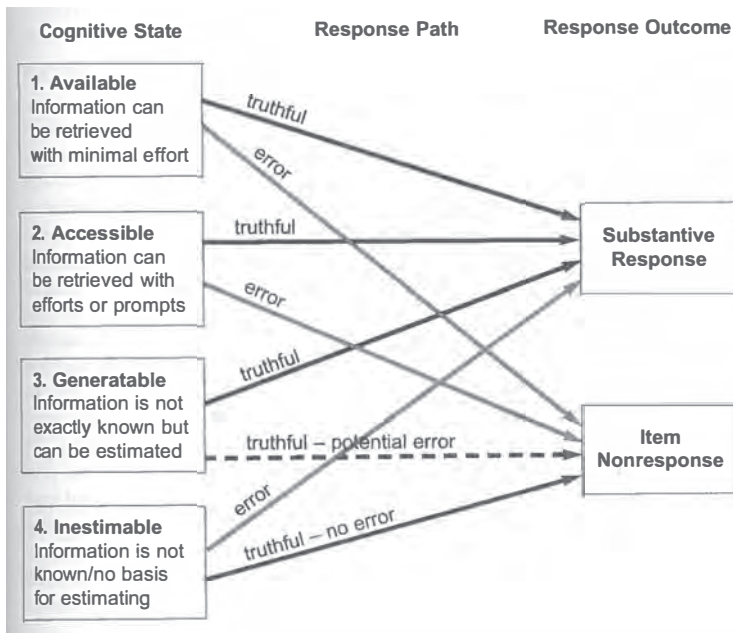 Cognitive State
Response Path
Response Outcome
1. Available
Information can
be retrieved
with minimal effort
truthful
error
2. Accessible
Information can
be retrieved with
efforts or prompts
truthful
error
Substantive
Response
3. Generatable
Information is not
exactly known but
can be estimated
truthful
truthful – potential error
Item
Nonresponse
4. Inestimable
Information is not
known/no basis
for estimating
error
truthful – no error